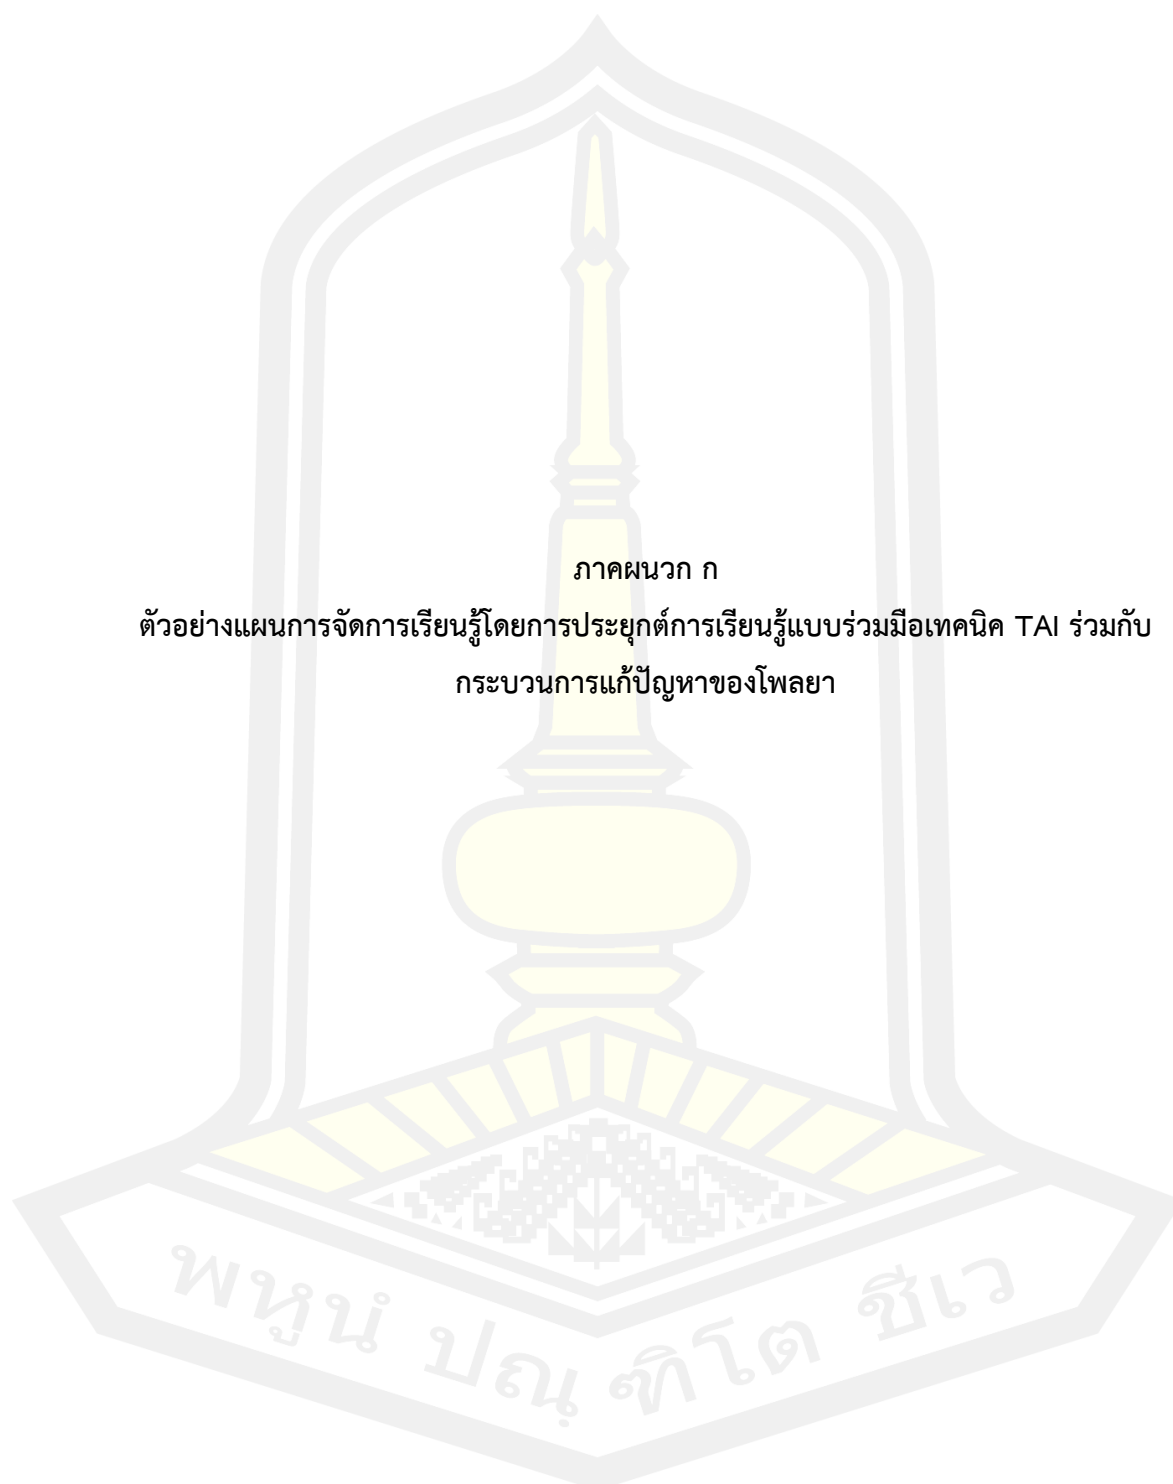 ภาคผนวก ก
ตัวอย่างแผนการจัดการเรียนรู้โดยการประยุกต์การเรียนรู้แบบร่วมมือเทคนิค TAI ร่วมกับ
กระบวนการแก้ปัญหาของโพลยา
พหูนํ ปณฺฑิโต ชีเว